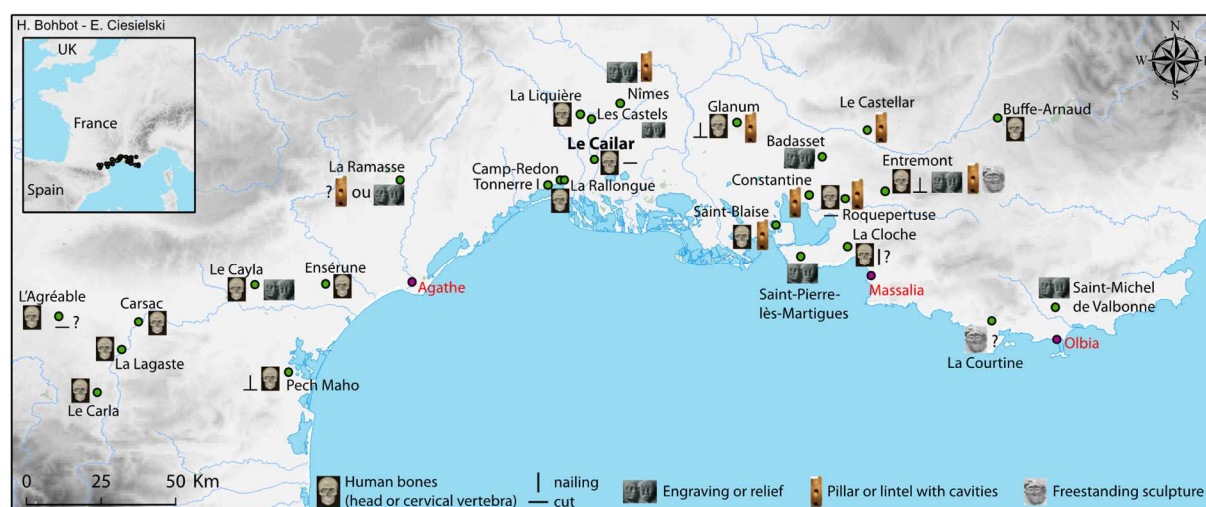 H. Bohbot - E. Ciesielski
UK
France
Spain
N
W
S
La Liquière
Nîmes
Les Castels
Le Cailar
Glanum
Le Castellar
Buffe-Arnaud
Badasset
Entremont
La Ramasse
? ou
Camp-Redon
Tonnerre I
La Rallongue
Constantine
Roquepertuse
Saint-Blaise
La Cloche
?
Le Cayla
Ensérune
Agathe
Massalia
Saint-Pierre-
lès-Martigues
Saint-Michel
de Valbonne
L'Agréable
?
Carsac
La Lagaste
Le Carla
Pech Maho
?
La Courtine
Olbia
0 25 50 Km
Human bones
(head or cervical vertebra)
nailing
cut
Engraving or relief
Pillar or lintel with cavities
Freestanding sculpture